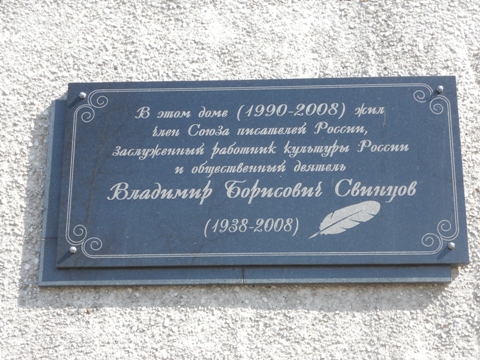 В этом доме (1990-2008) жил
член Союза писателей России,
заслуженный работник культуры России
и общественный деятель
Владимир Борисович Свинцов
(1938-2008)